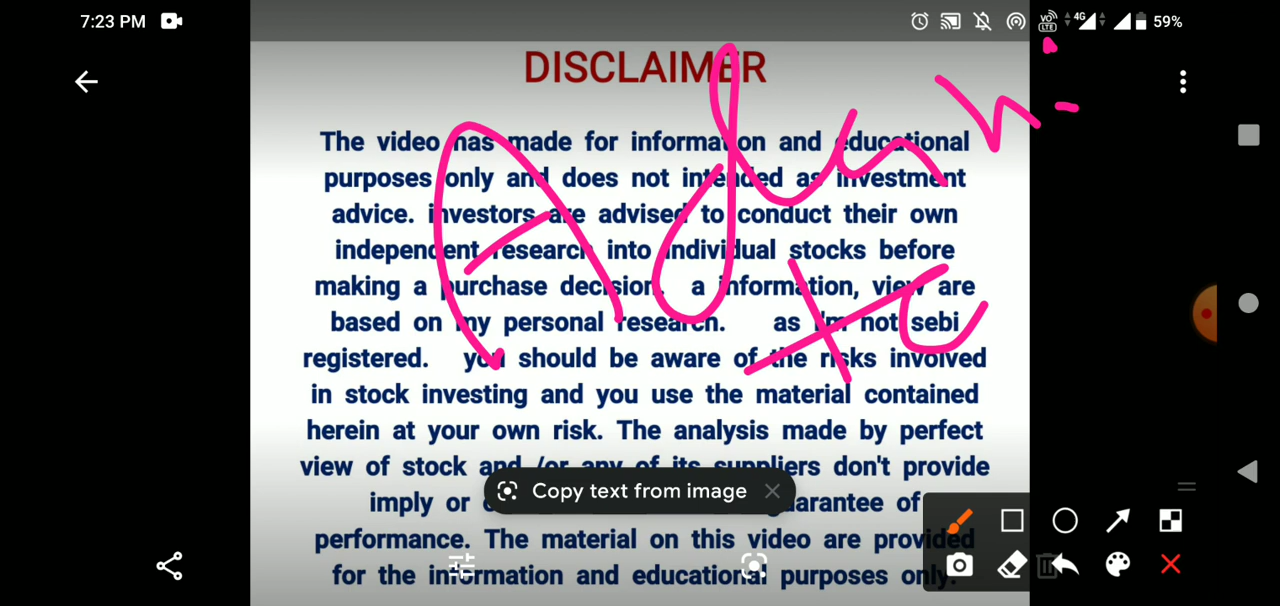 7:23 PM
VO LTE 4G 59%
DISCLAIMER
The video has made for information and educational
purposes only and does not intended as investment
advice. investors are advised to conduct their own
independent research into individual stocks before
making a purchase decision. a information, view are
based on my personal research. as i'm not sebi
registered. you should be aware of the risks involved
in stock investing and you use the material contained
herein at your own risk. The analysis made by perfect
view of stock and /or any of its suppliers don't provide
imply or guarantee of
Copy text from image
performance. The material on this video are provided
for the information and educational purposes only.